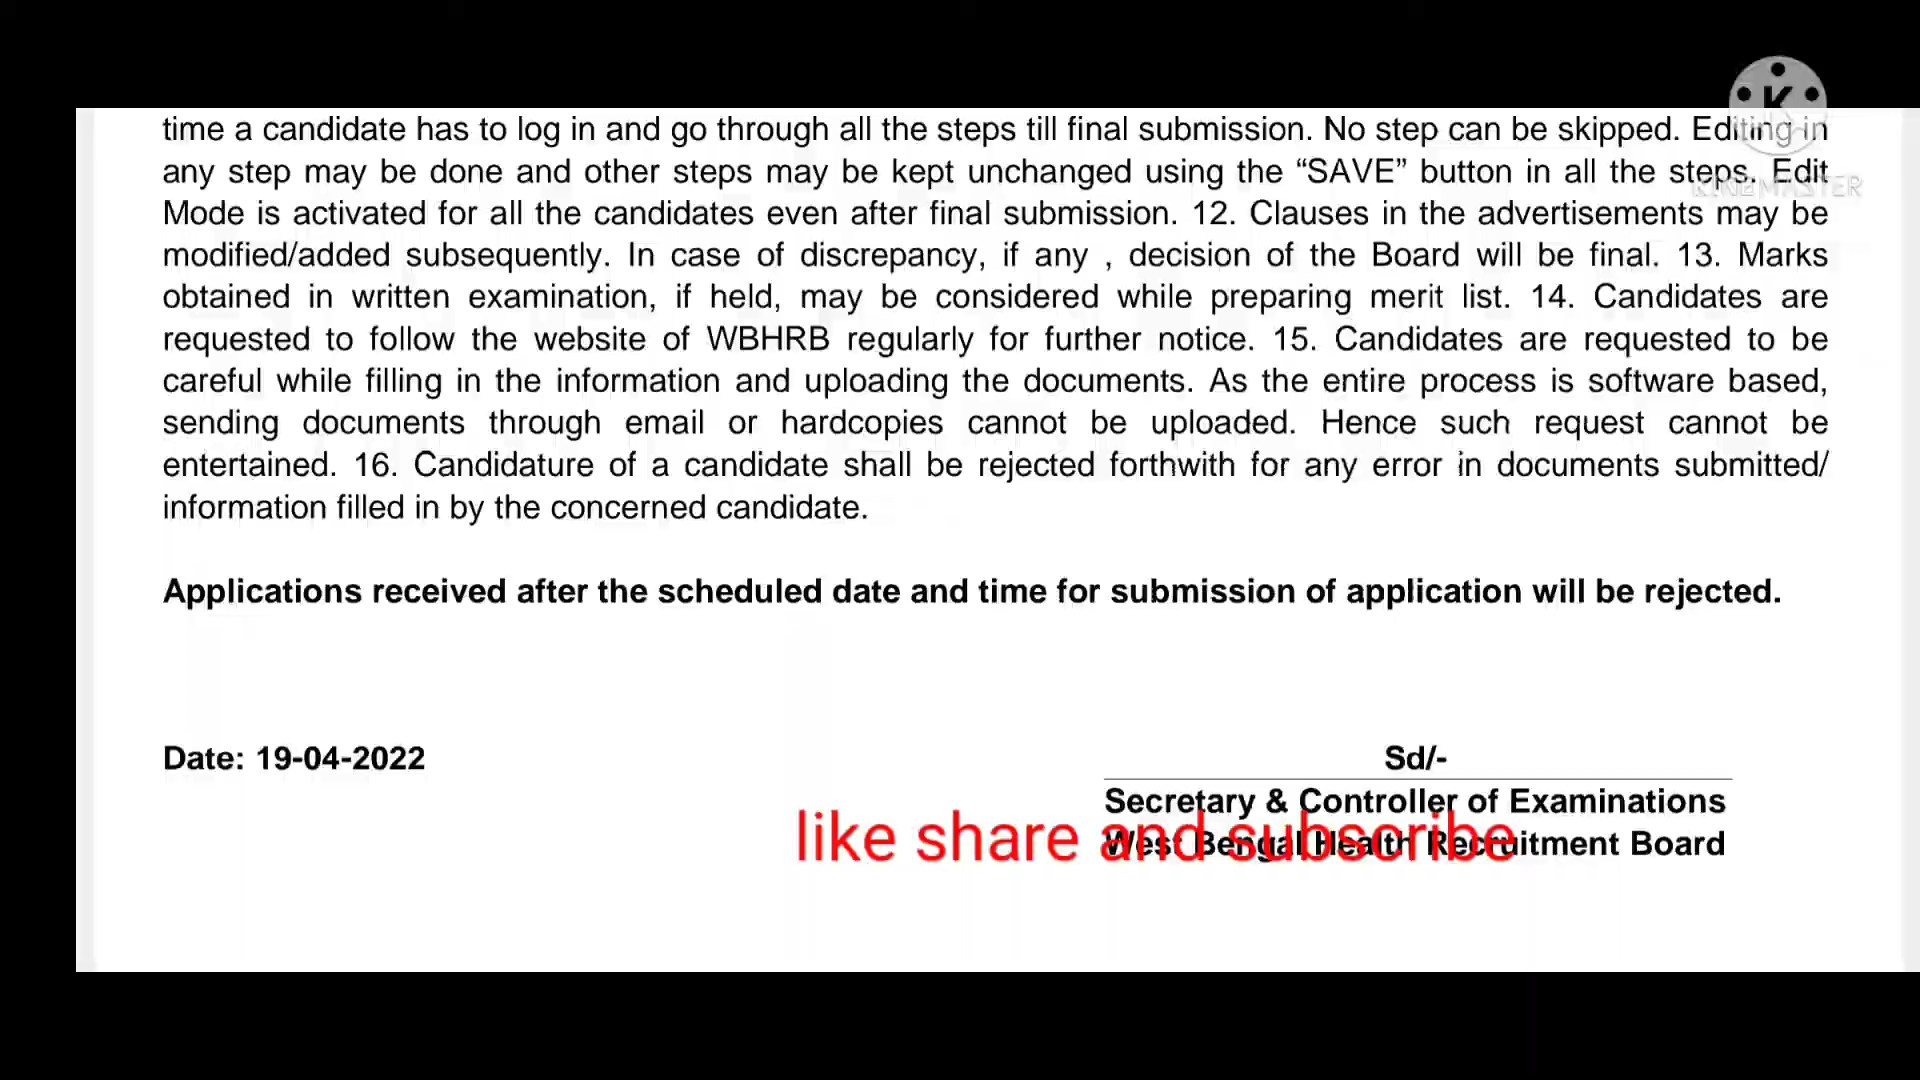 time a candidate has to log in and go through all the steps till final submission. No step can be skipped. Editing in
any step may be done and other steps may be kept unchanged using the “SAVE” button in all the steps. Edit
Mode is activated for all the candidates even after final submission. 12. Clauses in the advertisements may be
modified/added subsequently. In case of discrepancy, if any , decision of the Board will be final. 13. Marks
obtained in written examination, if held, may be considered while preparing merit list. 14. Candidates are
requested to follow the website of WBHRB regularly for further notice. 15. Candidates are requested to be
careful while filling in the information and uploading the documents. As the entire process is software based,
sending documents through email or hardcopies cannot be uploaded. Hence such request cannot be
entertained. 16. Candidature of a candidate shall be rejected forthwith for any error in documents submitted/
information filled in by the concerned candidate.
Applications received after the scheduled date and time for submission of application will be rejected.
Date: 19-04-2022
Sd/-
Secretary & Controller of Examinations
West Bengal Health Recruitment Board
like share and subscribe
K
KINEMASTER